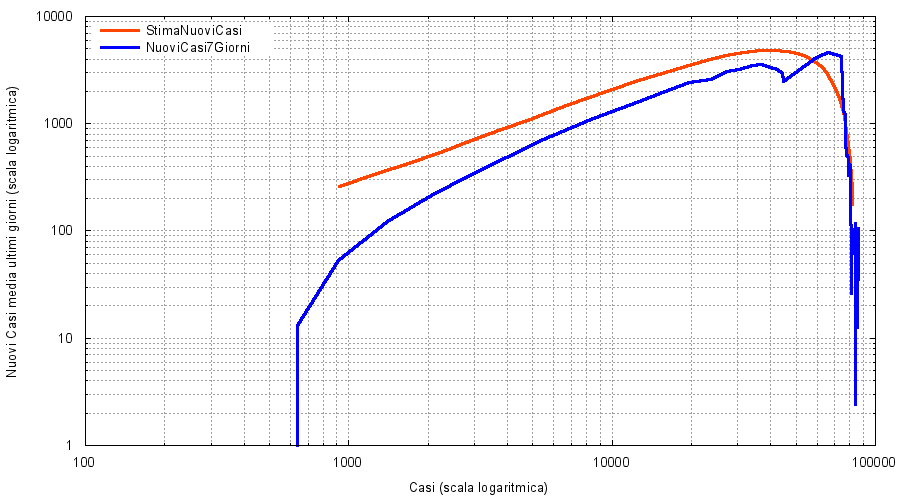 10000
StimaNuoviCasi
NuoviCasi7Giorni
1000
100
10
1
Nuovi Casi media ultimi giorni (scala logaritmica)
100 1000 10000 100000
Casi (scala logaritmica)